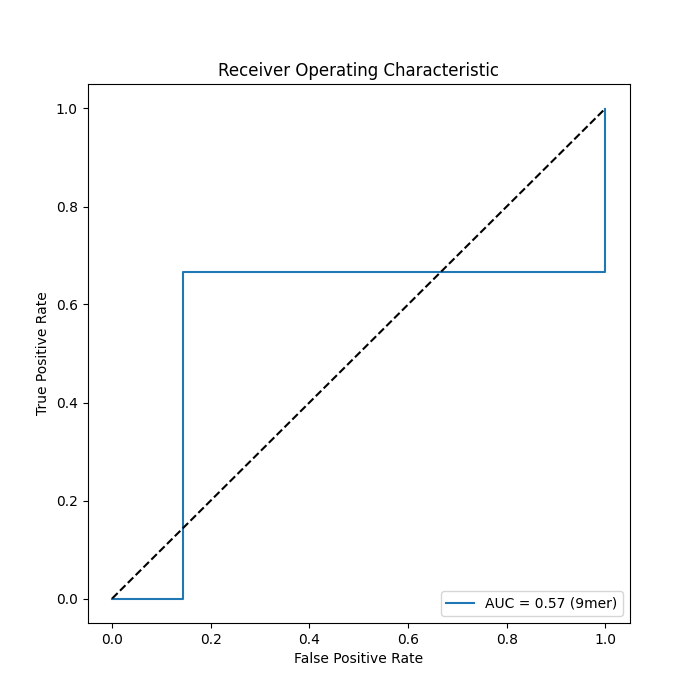 Receiver Operating Characteristic
1.0
0.8
0.6
0.4
0.2
0.0
True Positive Rate
0.0 0.2 0.4 0.6 0.8 1.0
False Positive Rate
AUC = 0.57 (9mer)